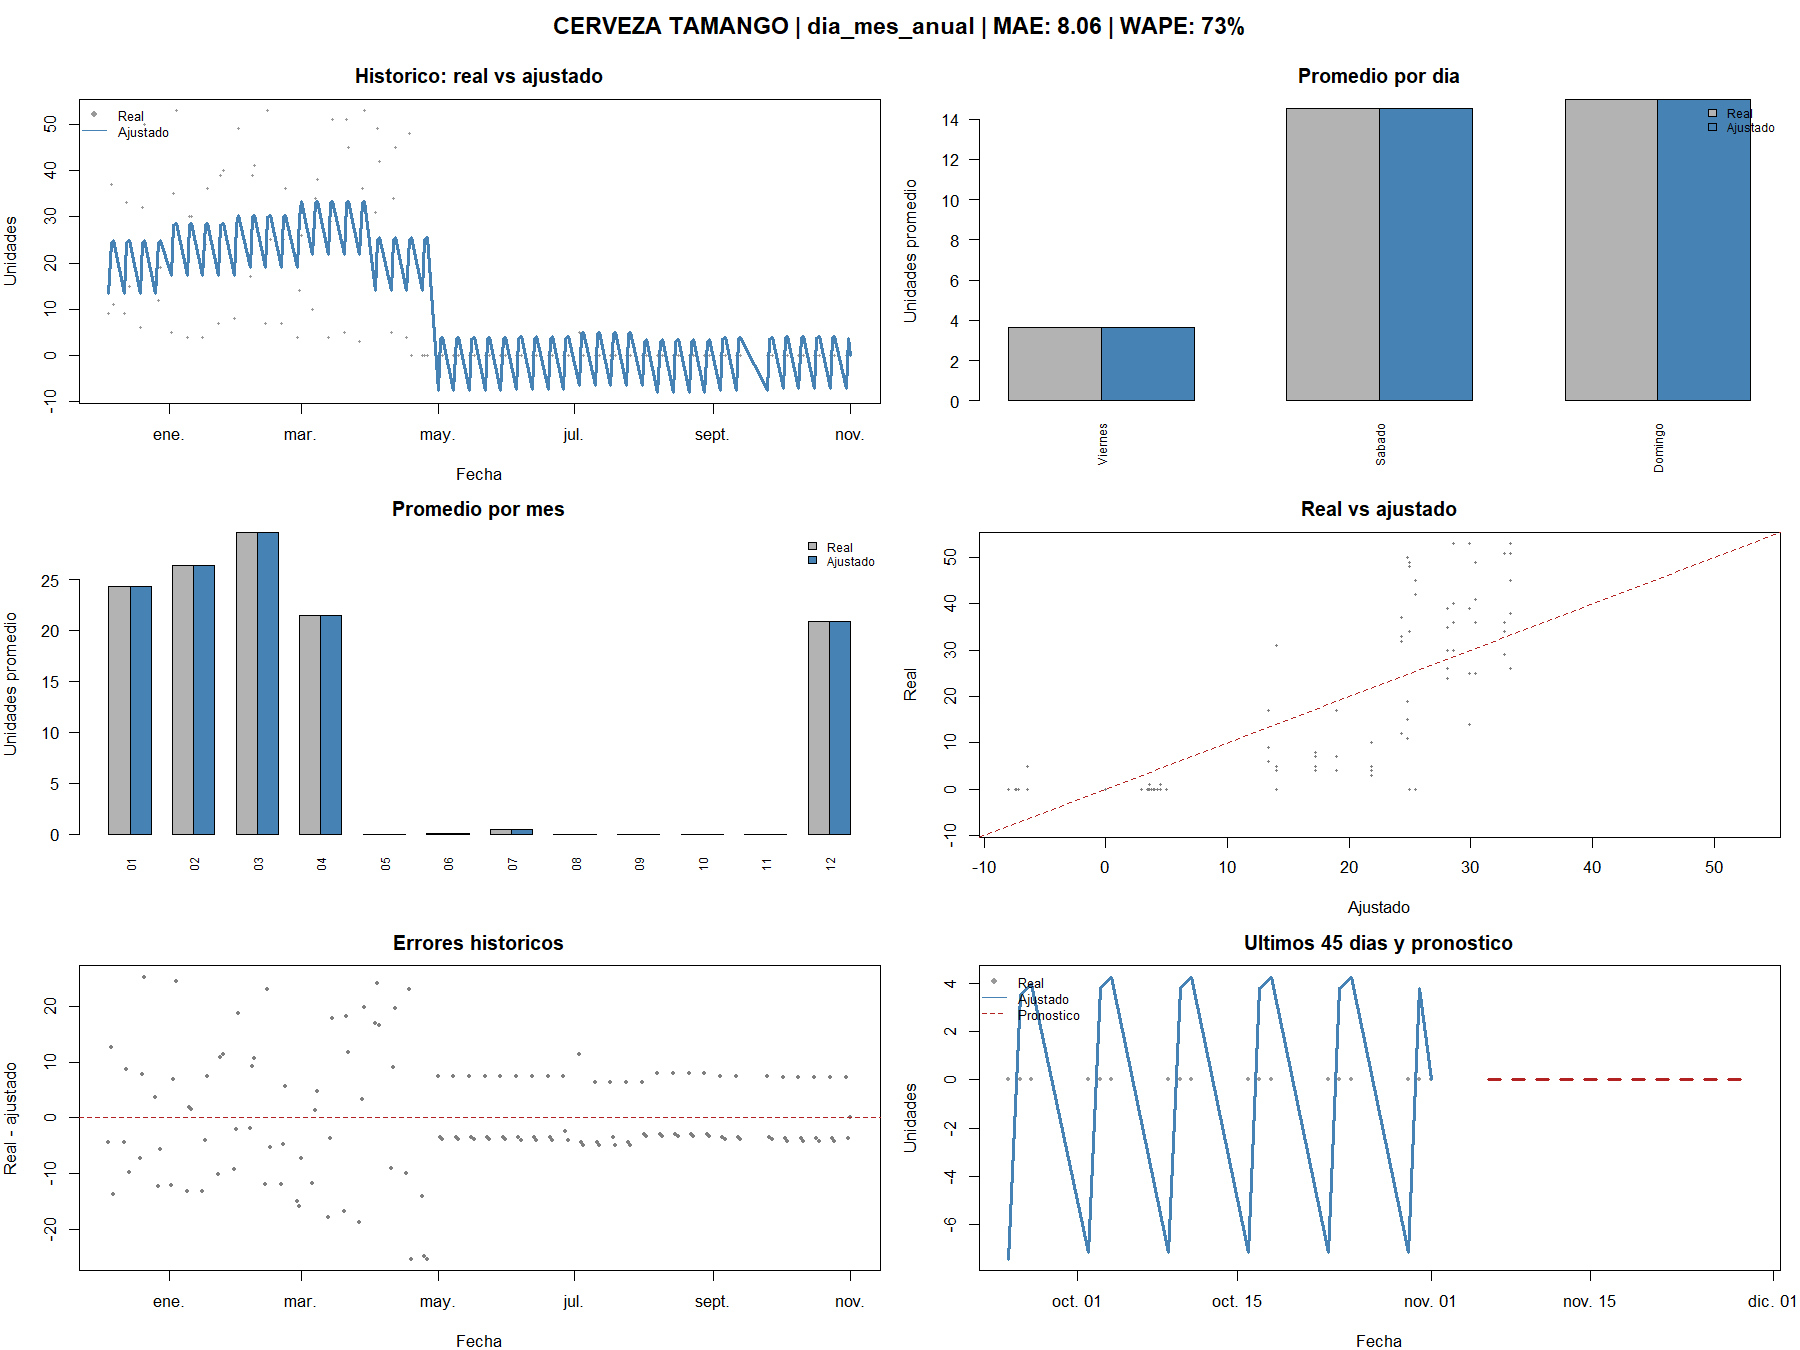 CERVEZA TAMANGO | dia_mes_anual | MAE: 8.06 | WAPE: 73%
Historico: real vs ajustado
Real
Ajustado
Unidades
-10 0 10 20 30 40 50
ene. mar. may. jul. sept. nov.
Fecha
Promedio por dia
Real
Ajustado
Unidades promedio
0 2 4 6 8 10 12 14
Viernes Sabado Domingo
Promedio por mes
Real
Ajustado
Unidades promedio
0 5 10 15 20 25
01 02 03 04 05 06 07 08 09 10 11 12
Real vs ajustado
Real
-10 0 10 20 30 40 50
-10 0 10 20 30 40 50
Ajustado
Errores historicos
Real - ajustado
-20 -10 0 10 20
ene. mar. may. jul. sept. nov.
Fecha
Ultimos 45 dias y pronostico
Real
Ajustado
Pronostico
Unidades
-6 -4 -2 0 2 4
oct. 01 oct. 15 nov. 01 nov. 15 dic. 01
Fecha